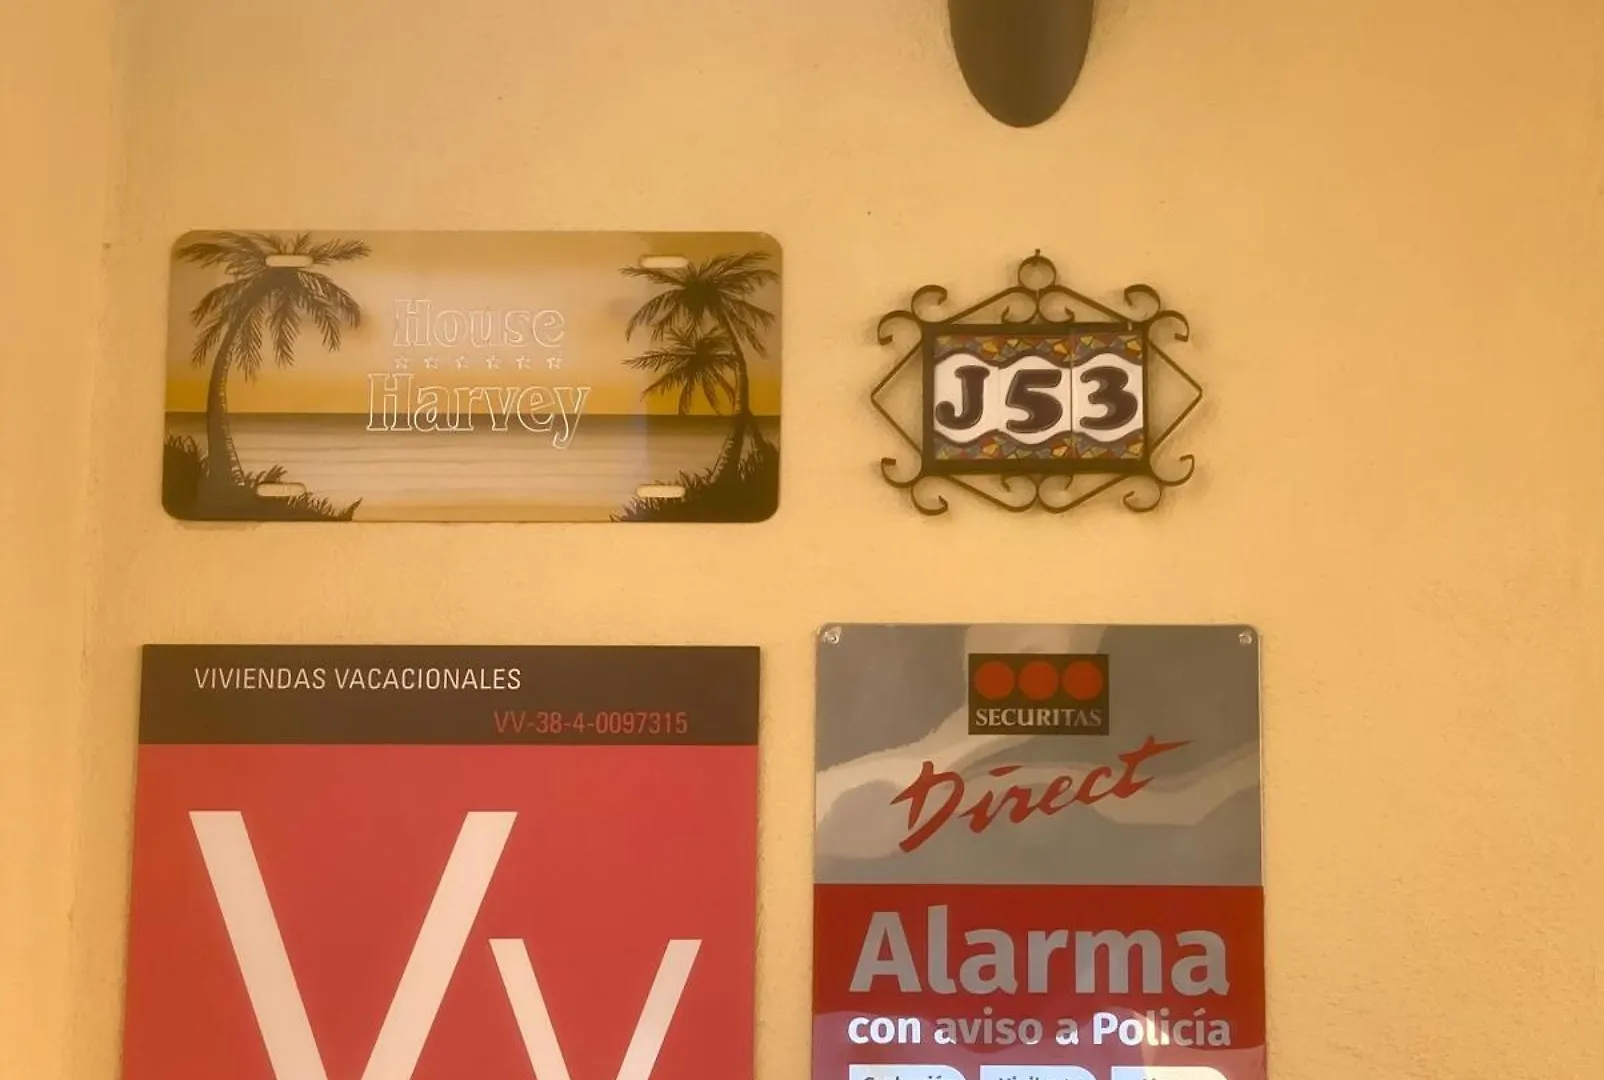 House
Harvey
J53
VIVIENDAS VACACIONALES
VV-38-4-0097315
Vv
SECURITAS
Direct
Alarma
con aviso a Policía